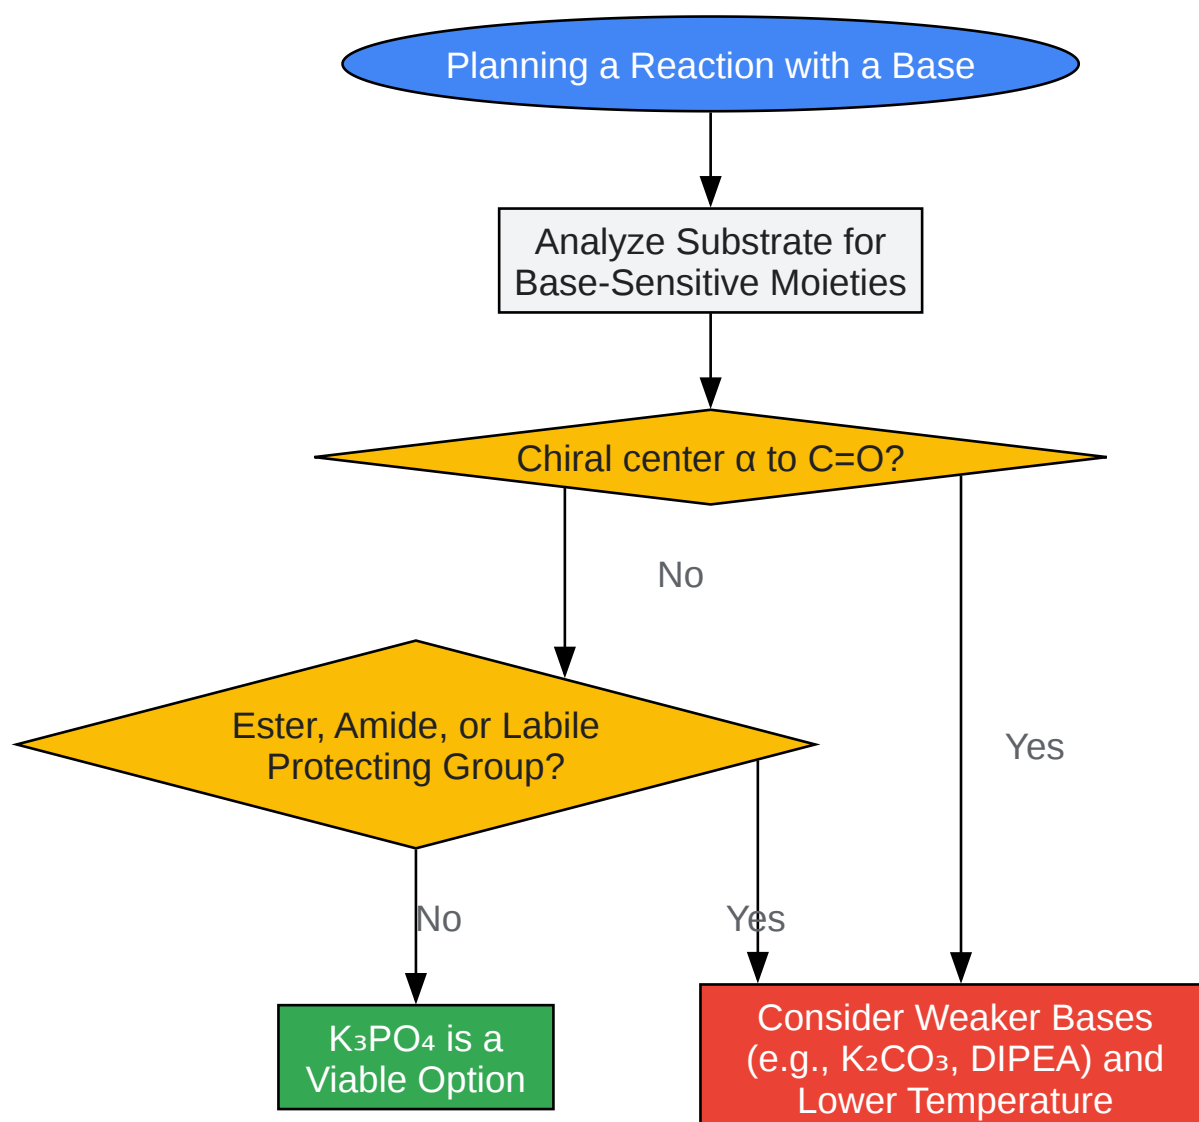 Planning a Reaction with a Base
Analyze Substrate for
Base-Sensitive Moieties
Chiral center α to C=O?
No
Ester, Amide, or Labile
Protecting Group?
Yes
No
Yes
K₃PO₄ is a
Viable Option
Consider Weaker Bases
(e.g., K₂CO₃, DIPEA) and
Lower Temperature